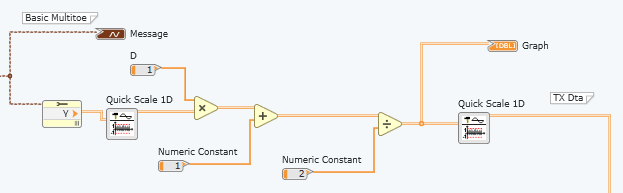 Basic Multitoe
Message
D
1
Quick Scale 1D
Y
×
+
÷
Numeric Constant
1
Numeric Constant
2
[DBL]
Graph
Quick Scale 1D
TX Dta